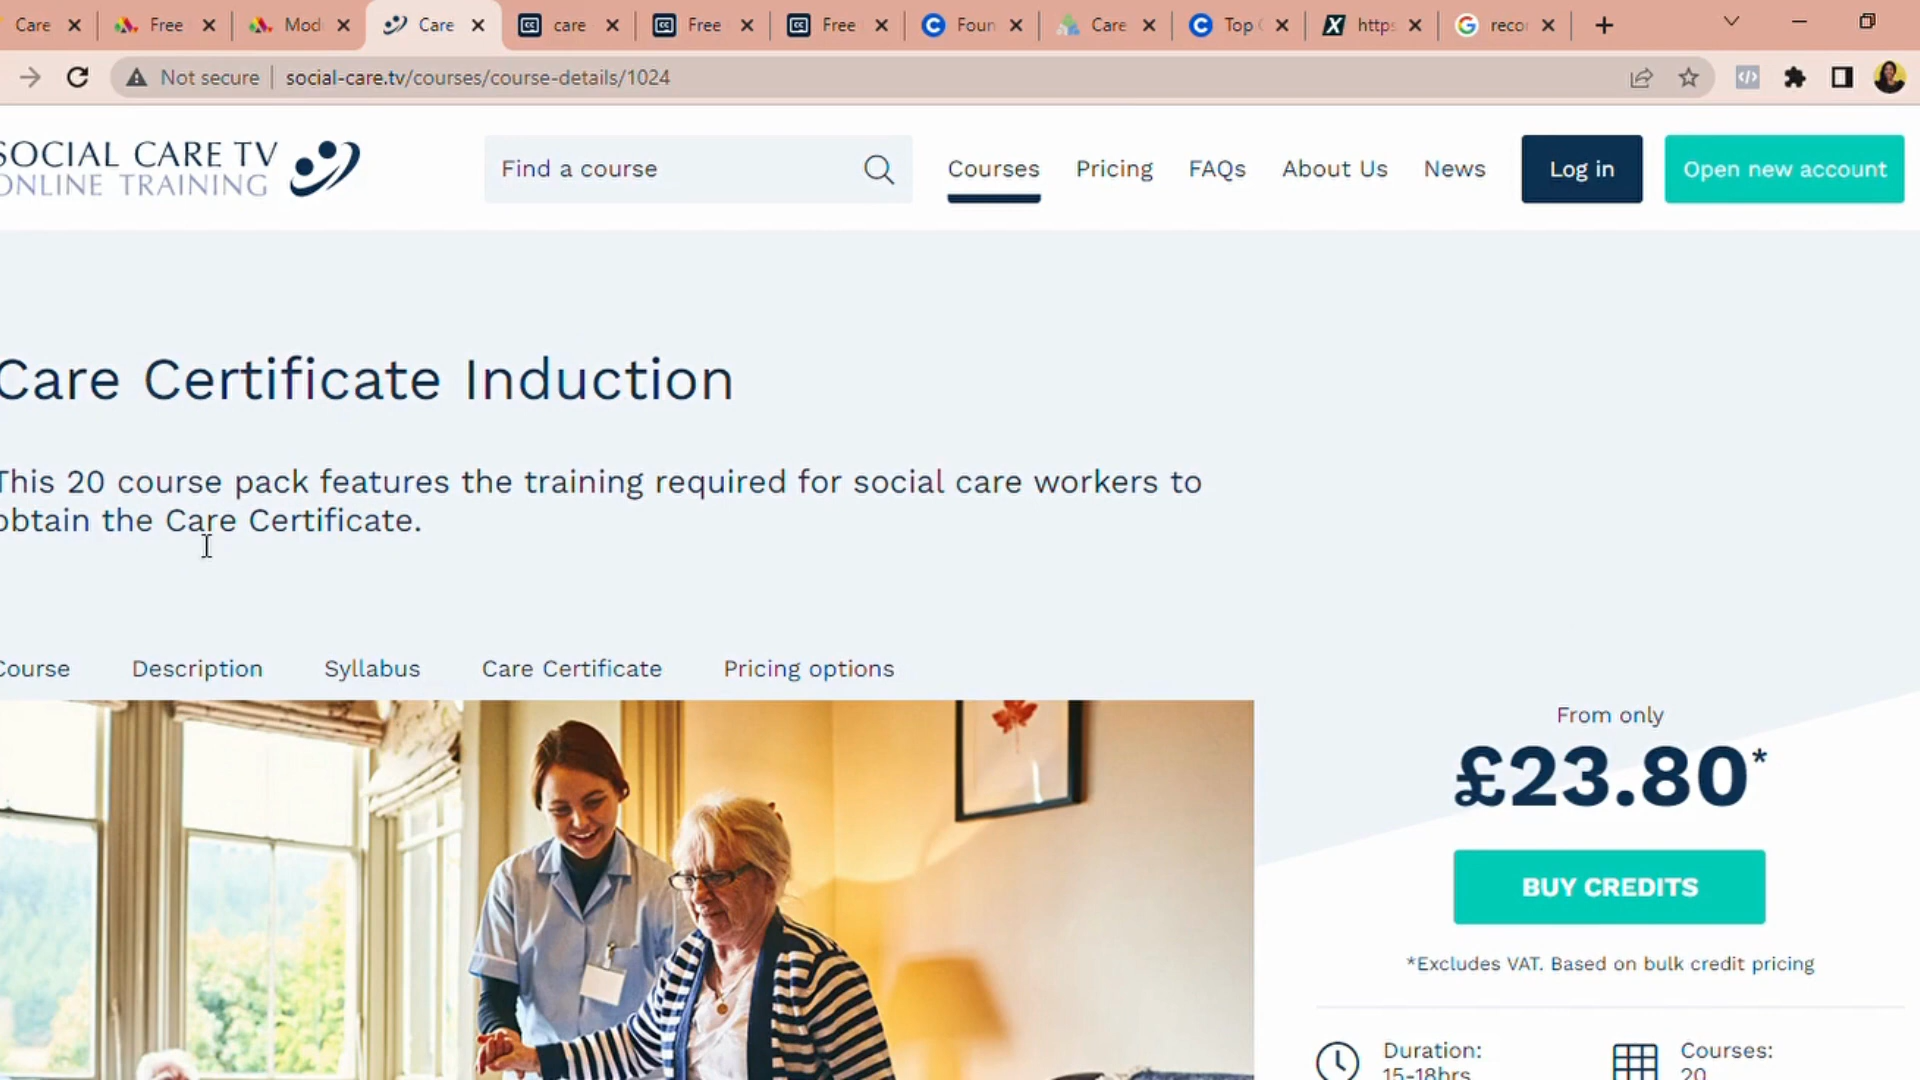 Care Free Mod Care care Free Free Foun Care Top https reco
Not secure social-care.tv/courses/course-details/1024
SOCIAL CARE TV
ONLINE TRAINING
Find a course Courses Pricing FAQs About Us News Log in Open new account
Care Certificate Induction
This 20 course pack features the training required for social care workers to
obtain the Care Certificate.
Course Description Syllabus Care Certificate Pricing options
From only
£23.80*
BUY CREDITS
*Excludes VAT. Based on bulk credit pricing
Duration: Courses:
15-18hrs 20